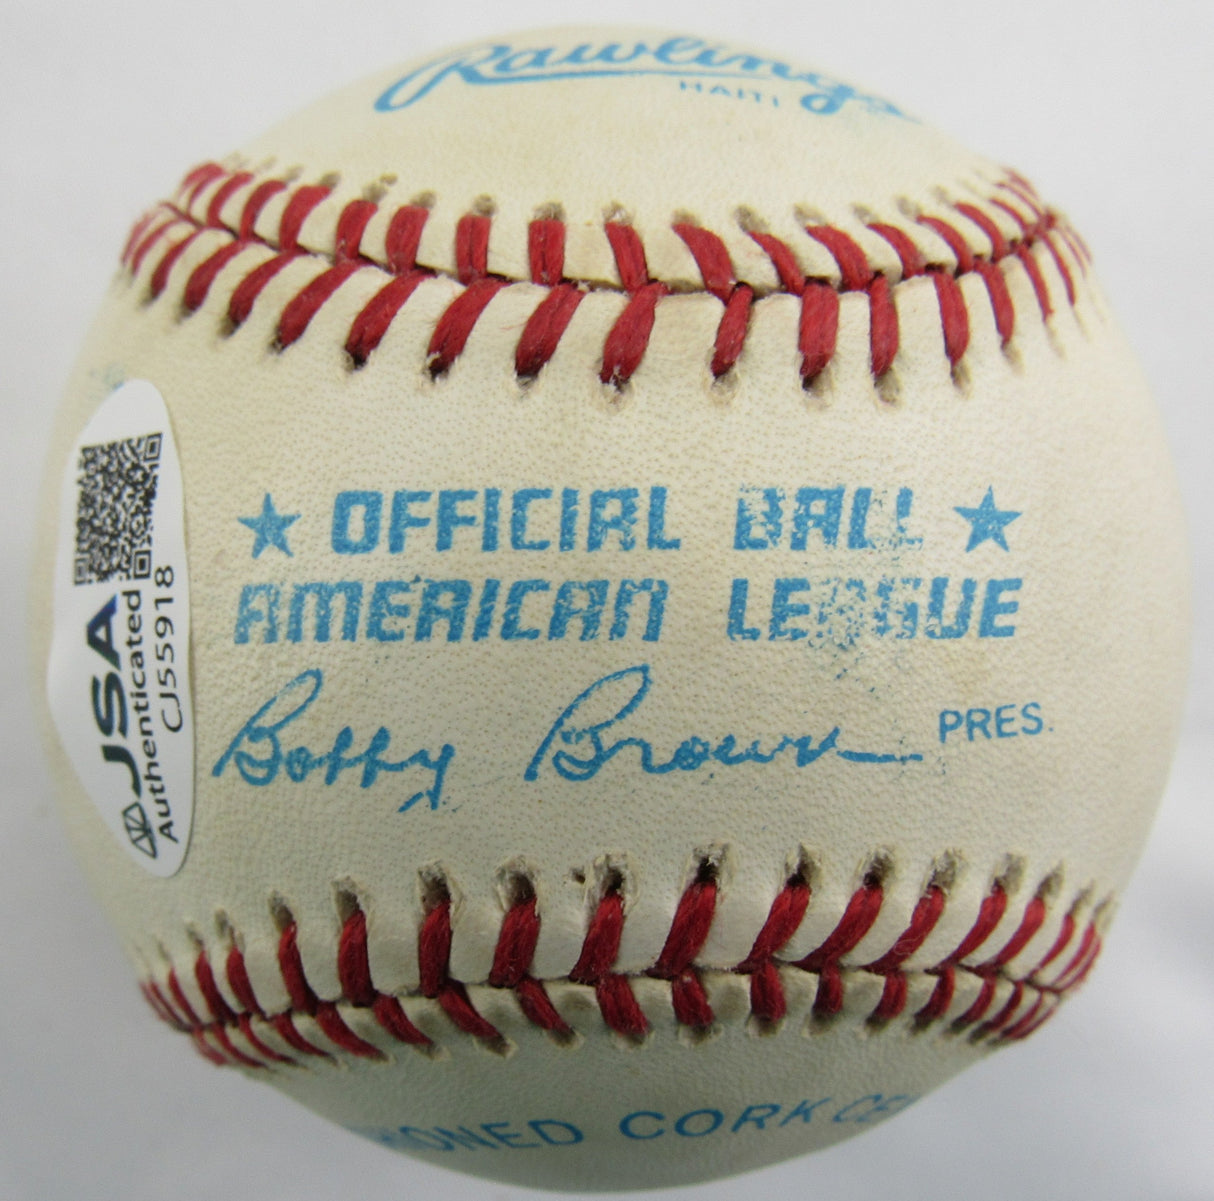 Rawlings
HAITI
★ OFFICIAL BALL ★
AMERICAN LEAGUE
Bobby Brown PRES.
CORK
JSA
Authenticated
CJ55918